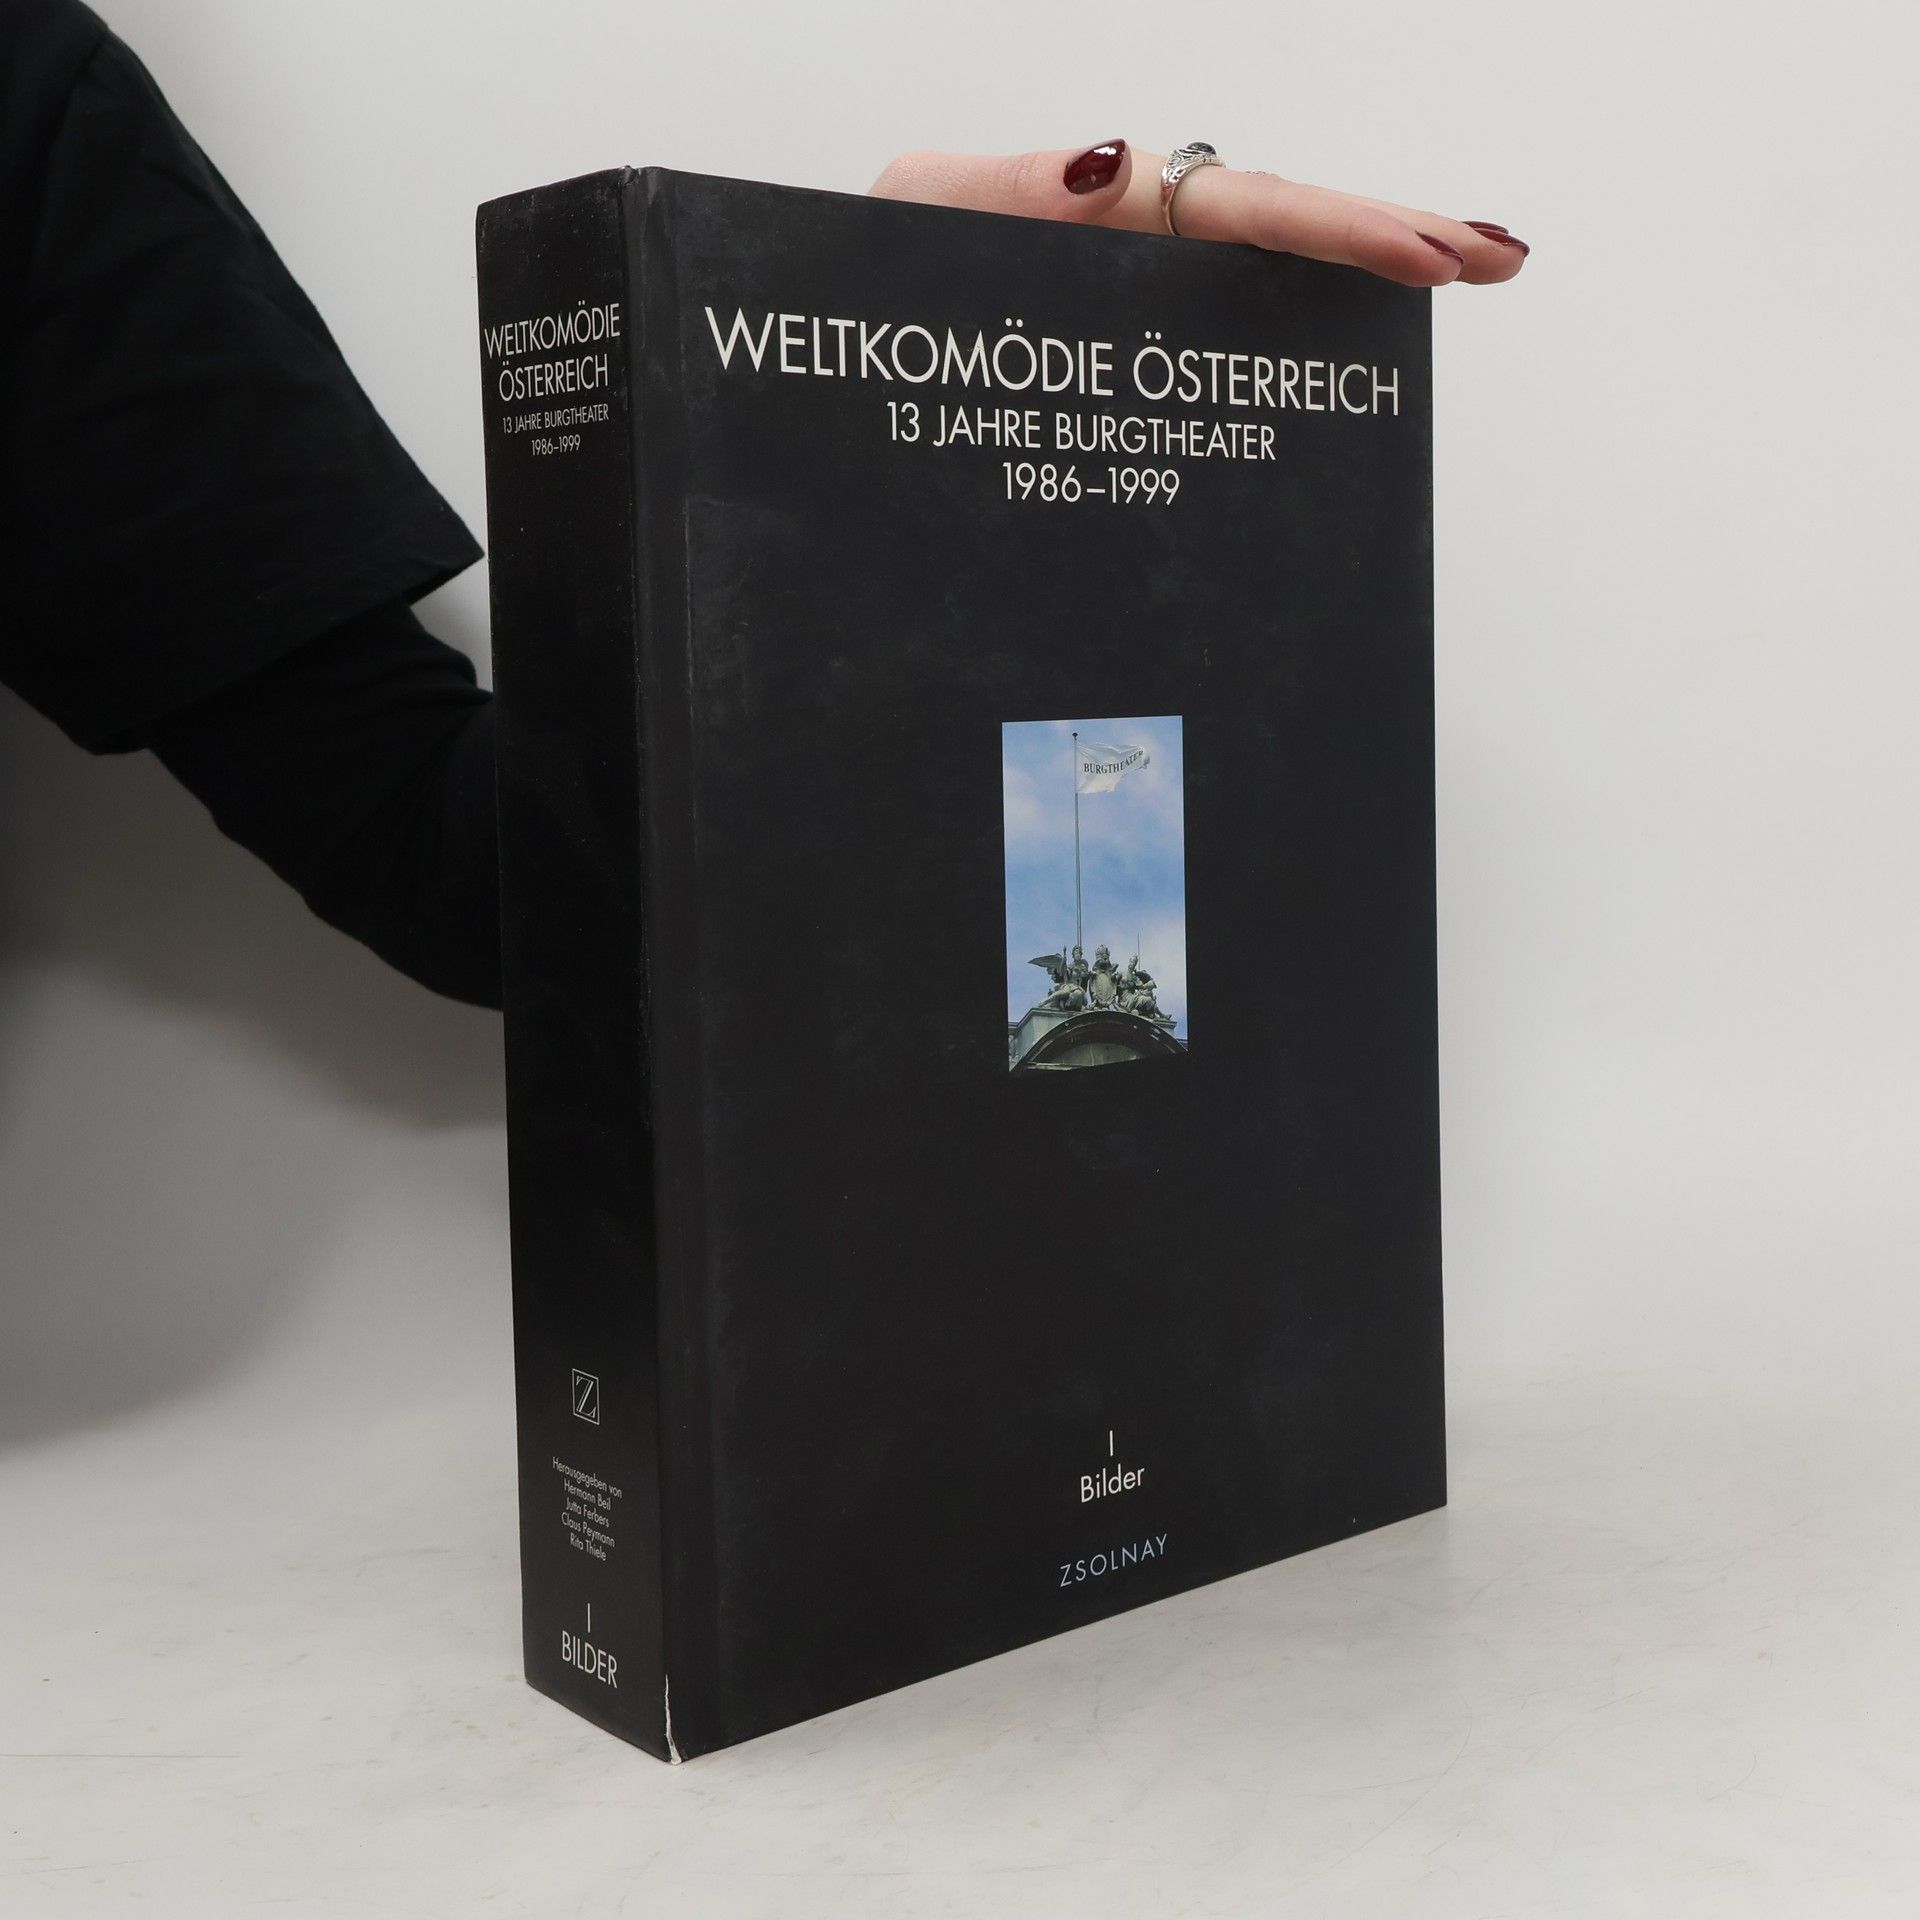 WELTKOMÖDIE
ÖSTERREICH
13 JAHRE BURGTHEATER
1986–1999
Z
Herausgegeben von
Hermann Beil
Jutta Ferbers
Claus Peymann
Rita Thiele
I
BILDER
WELTKOMÖDIE ÖSTERREICH
13 JAHRE BURGTHEATER
1986–1999
BURGTHEATER
I
Bilder
ZSOLNAY